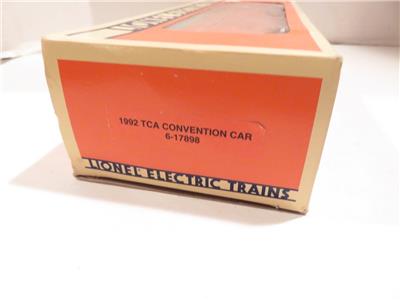 1992 TCA CONVENTION CAR
6-17898
LIONEL ELECTRIC TRAINS